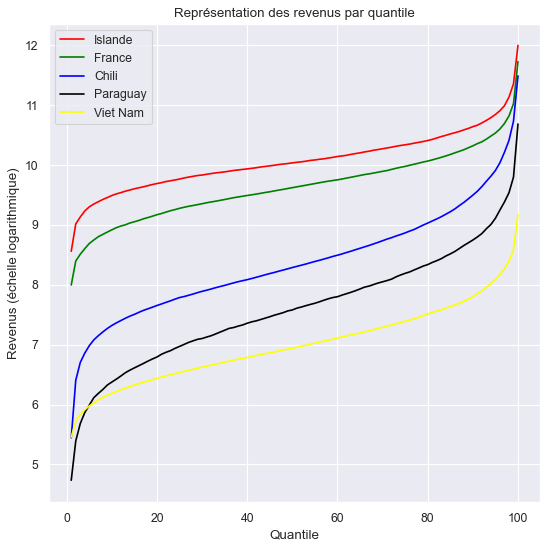 Représentation des revenus par quantile
Islande
France
Chili
Paraguay
Viet Nam
12
11
10
9
8
7
6
5
Revenus (échelle logarithmique)
0 20 40 60 80 100
Quantile